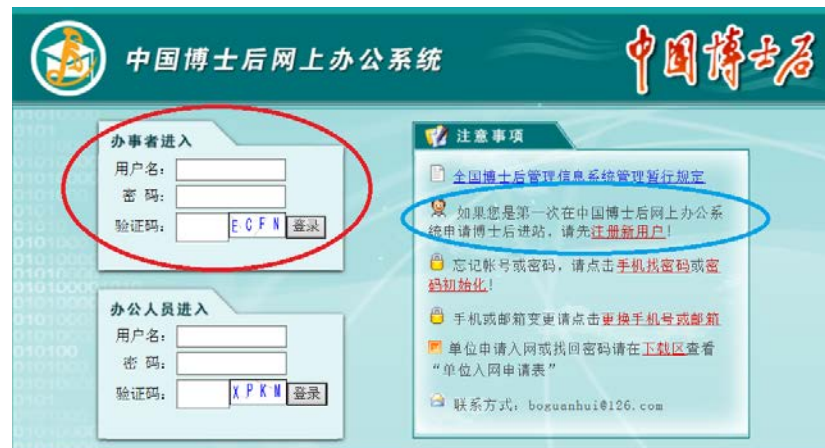 中国博士后网上办公系统
中国博士后
办事者进入
用户名：
密 码：
验证码： E C F N 登录
办公人员进入
用户名：
密 码：
验证码： X P K M 登录
注意事项
全国博士后管理信息系统管理暂行规定
如果您是第一次在中国博士后网上办公系
统申请博士后进站，请先注册新用户！
忘记帐号或密码，请点击手机找密码或密
码初始化！
手机或邮箱变更请点击更换手机号或邮箱
单位申请入网或找回密码请在下载区查看
“单位入网申请表”
联系方式：boguanhui@126.com